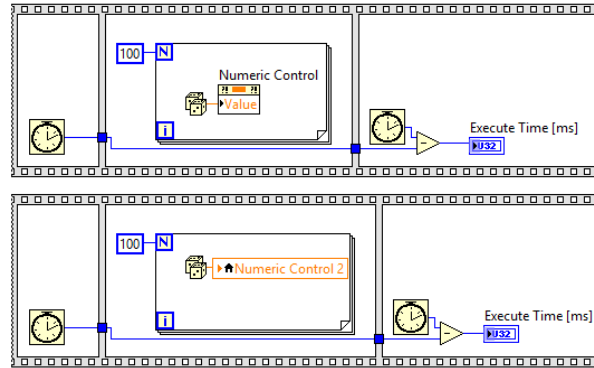 100
N
Numeric Control
Value
i
Execute Time [ms]
U32
100
N
Numeric Control 2
i
Execute Time [ms]
U32